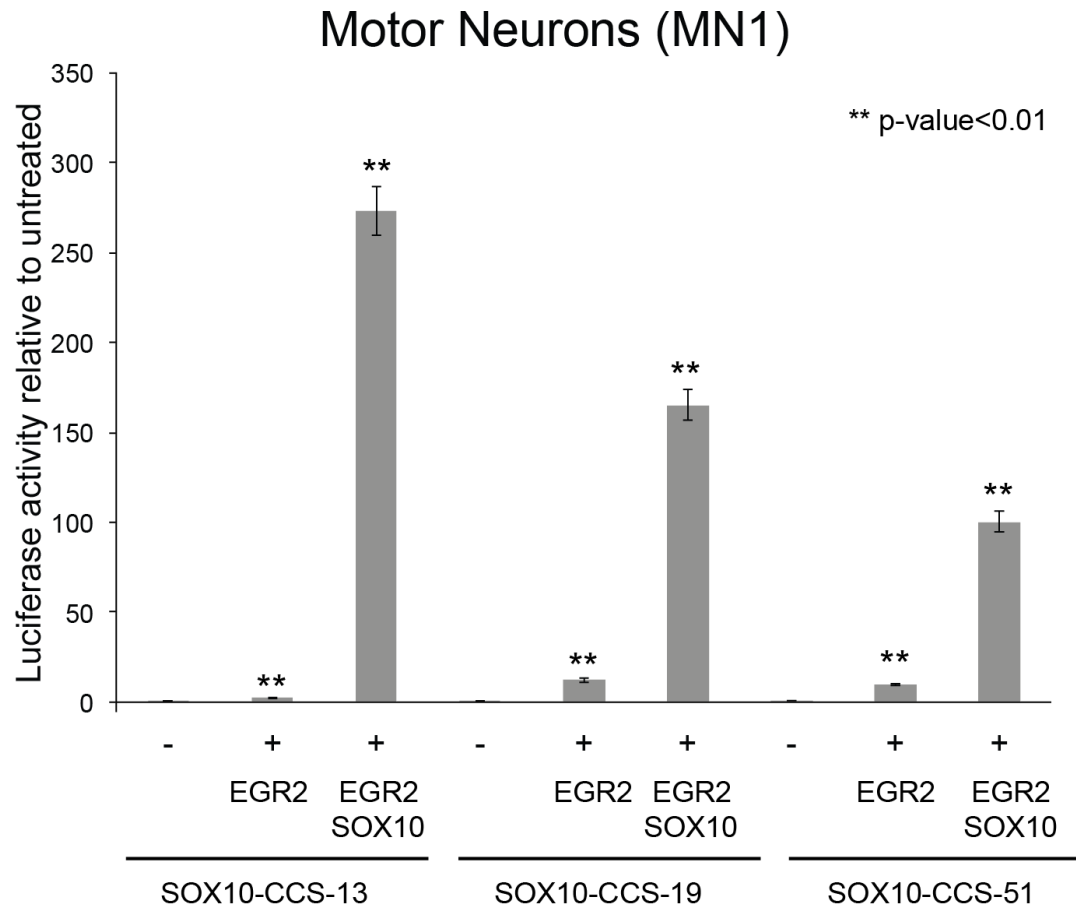 Motor Neurons (MN1)
Luciferase activity relative to untreated
350
300
250
200
150
100
50
0
** p-value<0.01
**
**
**
**
**
**
- + + - + + - + +
EGR2 EGR2 EGR2 EGR2 EGR2 EGR2
SOX10 SOX10 SOX10
SOX10-CCS-13 SOX10-CCS-19 SOX10-CCS-51